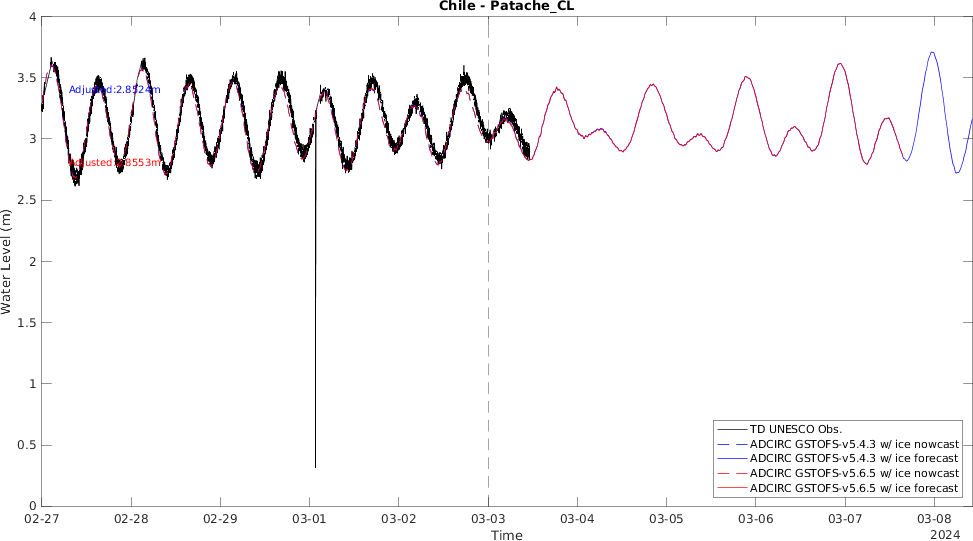 Chile - Patache_CL
4
3.5
3
2.5
2
1.5
1
0.5
0
Water Level (m)
Adjusted:2.8524m
02-27
02-28
02-29
03-01
03-02
03-03
03-04
03-05
03-06
03-07
03-08
2024
Time
TD UNESCO Obs.
ADCIRC GSTOFS-v5.4.3 w/ ice nowcast
ADCIRC GSTOFS-v5.4.3 w/ ice forecast
ADCIRC GSTOFS-v5.6.5 w/ ice nowcast
ADCIRC GSTOFS-v5.6.5 w/ ice forecast